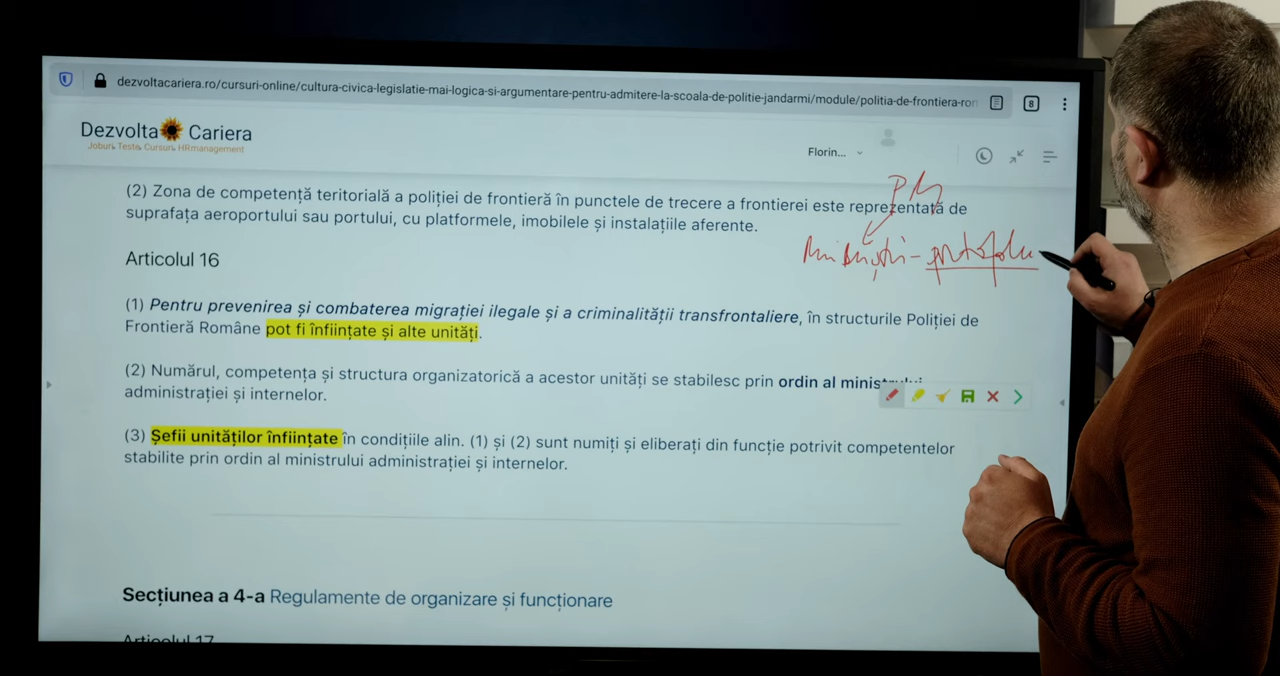 dezvoltacariera.ro/cursuri-online/cultura-civica-legislatie-mai-logica-si-argumentare-pentru-admitere-la-scoala-de-politie-jandarmi/module/politia-de-frontiera-ron
8
Dezvolta Cariera
Joburi, Teste, Cursuri, HRmanagement
Florin...
(2) Zona de competență teritorială a poliției de frontieră în punctele de trecere a frontierei este reprezentată de
suprafața aeroportului sau portului, cu platformele, imobilele și instalațiile aferente.
PM
Articolul 16
(1) Pentru prevenirea și combaterea migrației ilegale și a criminalității transfrontaliere, în structurile Poliției de
Frontieră Române pot fi înființate și alte unități.
(2) Numărul, competența și structura organizatorică a acestor unități se stabilesc prin ordin al ministrului
administrației și internelor.
(3) Șefii unităților înființate în condițiile alin. (1) și (2) sunt numiți și eliberați din funcție potrivit competentelor
stabilite prin ordin al ministrului administrației și internelor.
Secțiunea a 4-a Regulamente de organizare și funcționare
Articolul 17